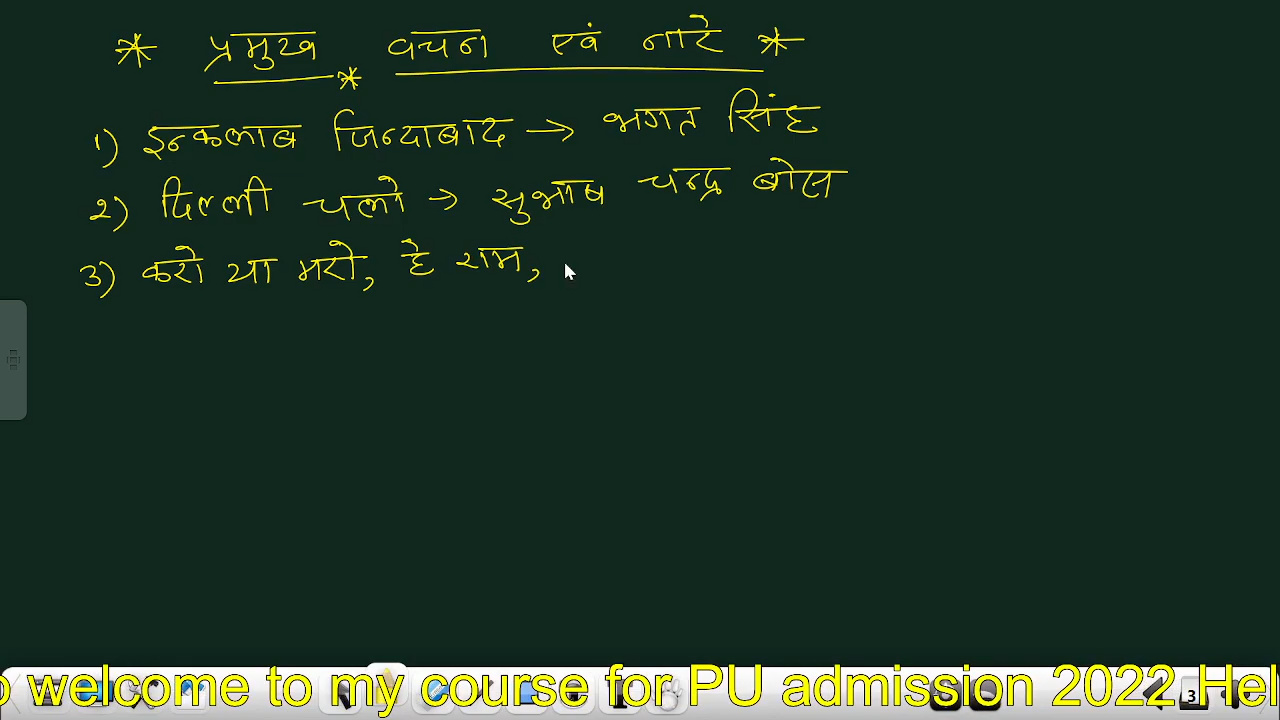 * प्रमुख वचन एवं नारे *
*
1) इन्कलाब जिन्दाबाद → भगत सिंह
2) दिल्ली चलो → सुभाष चन्द्र बोस
3) करो या मरो, हे राम,
o welcome to my course for PU admission 2022 Hel
3